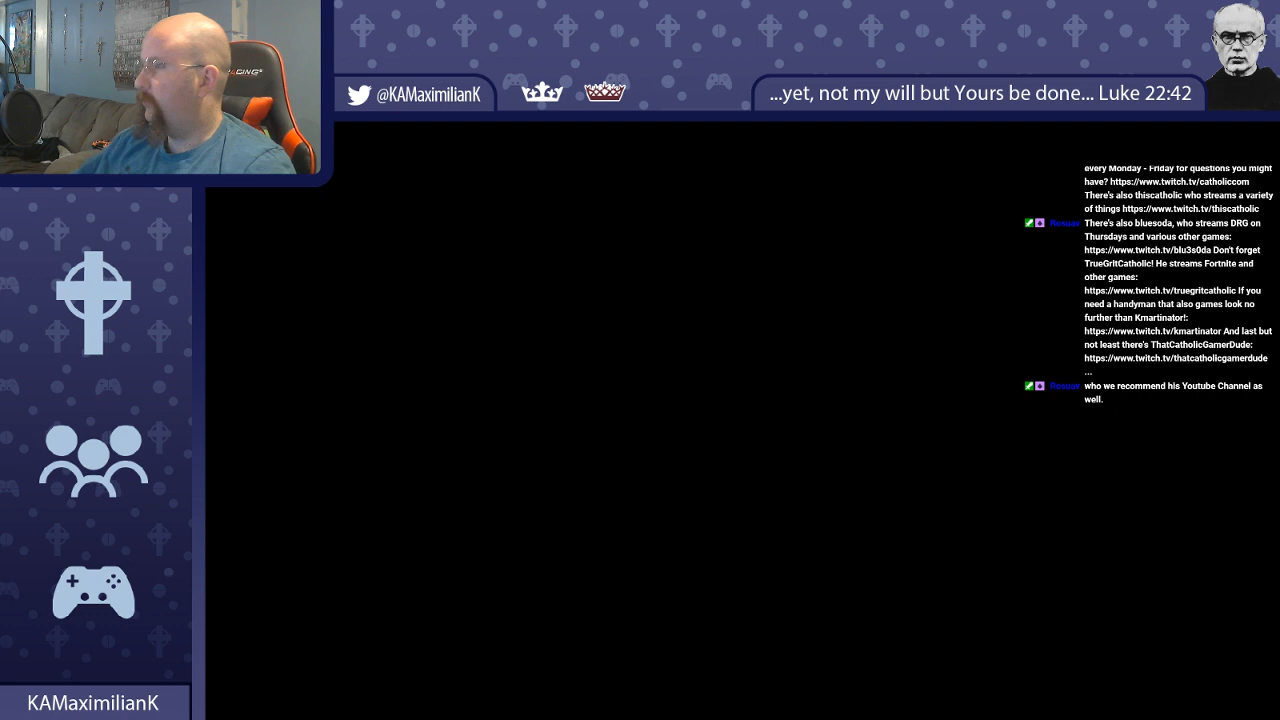 RACING
@KAMaximilianK
...yet, not my will but Yours be done... Luke 22:42
every Monday - Friday for questions you might
have? https://www.twitch.tv/catholiccom
There's also thiscatholic who streams a variety
of things https://www.twitch.tv/thiscatholic
Rosuav There's also bluesoda, who streams DRG on
Thursdays and various other games:
https://www.twitch.tv/blu3s0da Don't forget
TrueGritCatholic! He streams Fortnite and
other games:
https://www.twitch.tv/truegritcatholic If you
need a handyman that also games look no
further than Kmartinator!:
https://www.twitch.tv/kmartinator And last but
not least there's ThatCatholicGamerDude:
https://www.twitch.tv/thatcatholicgamerdude
...
Rosuav who we recommend his Youtube Channel as
well.
KAMaximilianK